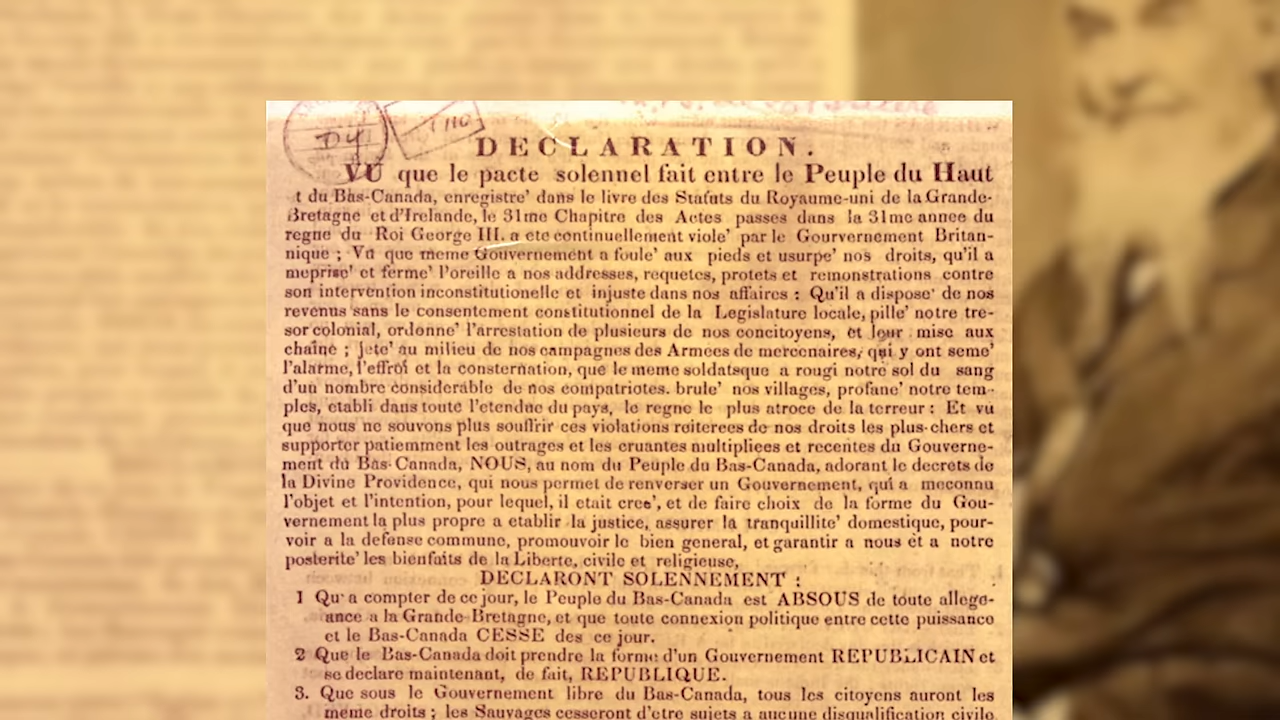 DY
1110
DECLARATION.
VU que le pacte solennel fait entre le Peuple du Haut
t du Bas-Canada, enregistre' dans le livre des Statuts du Royaume-uni de la Grande-
Bretagne et d'Irelande, le 31me Chapitre des Actes passes dans la 31me annee du
regne du Roi George III. a ete continuellement viole' par le Gourvernement Britan-
nique ; Vu que meme Gouvernement a foule' aux pieds et usurpe' nos droits, qu'il a
meprise' et ferme' l'oreille a nos addresses, requetes, protets et remonstrations contre
son intervention inconstitutionelle et injuste dans nos affaires : Qu'il a dispose' de nos
revenus sans le consentement constitutionnel de la Legislature locale, pille' notre tre-
sor colonial, ordonne' l'arrestation de plusieurs de nos concitoyens, et leur mise aux
chaine ; jete' au milieu de nos campagnes des Armees de mercenaires, qui y ont seme'
l'alarme, l'effroi et la consternation, que le meme soldatsque a rougi notre sol du sang
d'un nombre considerable de nos compatriotes. brule' nos villages, profane' notre tem-
ples, etabli dans toute l'etendue du pays, le regne le plus atroce de la terreur : Et vu
que nous ne souvons plus souffrir ces violations reiterees de nos droits les plus-chers et
supporter patiemment les outrages et les cruantes multipliees et recentes du Gouverne-
ment du Bas-Canada, NOUS, au nom du Peuple du Bas-Canada, adorant le decrets de
la Divine Providence, qui nous permet de renverser un Gouvernement, qui a meconnu
l'objet et l'intention, pour lequel, il etait cree', et de faire choix de la forme du Gou-
vernement la plus propre a etablir la justice, assurer la tranquillite' domestique, pour-
voir a la defense commune, promouvoir le bien general, et garantir a nous et a notre
posterite' les bienfaits de la Liberte, civile et religieuse,
DECLARONT SOLENNEMENT :
1 Qu'a compter de ce jour, le Peuple du Bas-Canada est ABSOUS de toute allege-
ance a la Grande-Bretagne, et que toute connexion politique entre cette puissance
et le Bas-Canada CESSE des ce jour.
2 Que le Bas-Canada doit prendre la forme d'un Gouvernement REPUBLICAIN et
se declare maintenant, de fait, REPUBLIQUE.
3. Que sous le Gouvernement libre du Bas-Canada, tous les citoyens auront les
meme droits ; les Sauvages cesseront d'etre sujets a aucune disqualification civile